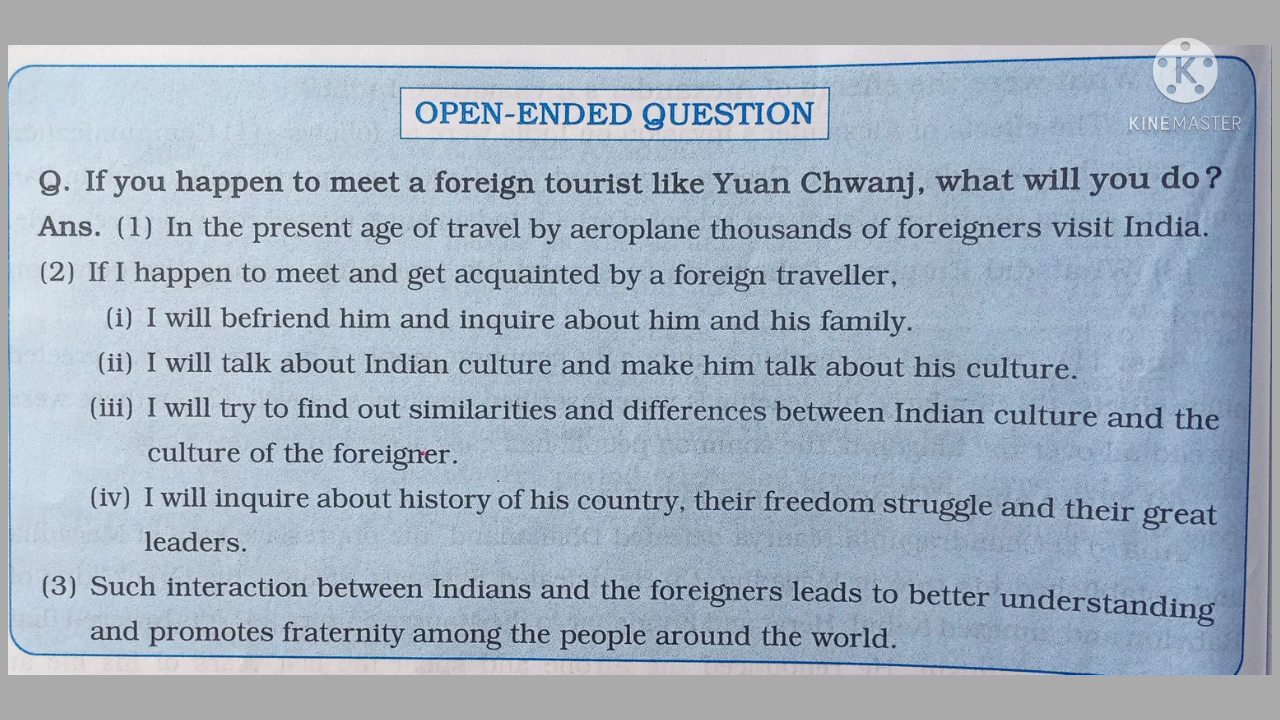 K
KINEMASTER
OPEN-ENDED QUESTION
Q. If you happen to meet a foreign tourist like Yuan Chwanj, what will you do?
Ans. (1) In the present age of travel by aeroplane thousands of foreigners visit India.
(2) If I happen to meet and get acquainted by a foreign traveller,
(i) I will befriend him and inquire about him and his family.
(ii) I will talk about Indian culture and make him talk about his culture.
(iii) I will try to find out similarities and differences between Indian culture and the
culture of the foreigner.
(iv) I will inquire about history of his country, their freedom struggle and their great
leaders.
(3) Such interaction between Indians and the foreigners leads to better understanding
and promotes fraternity among the people around the world.